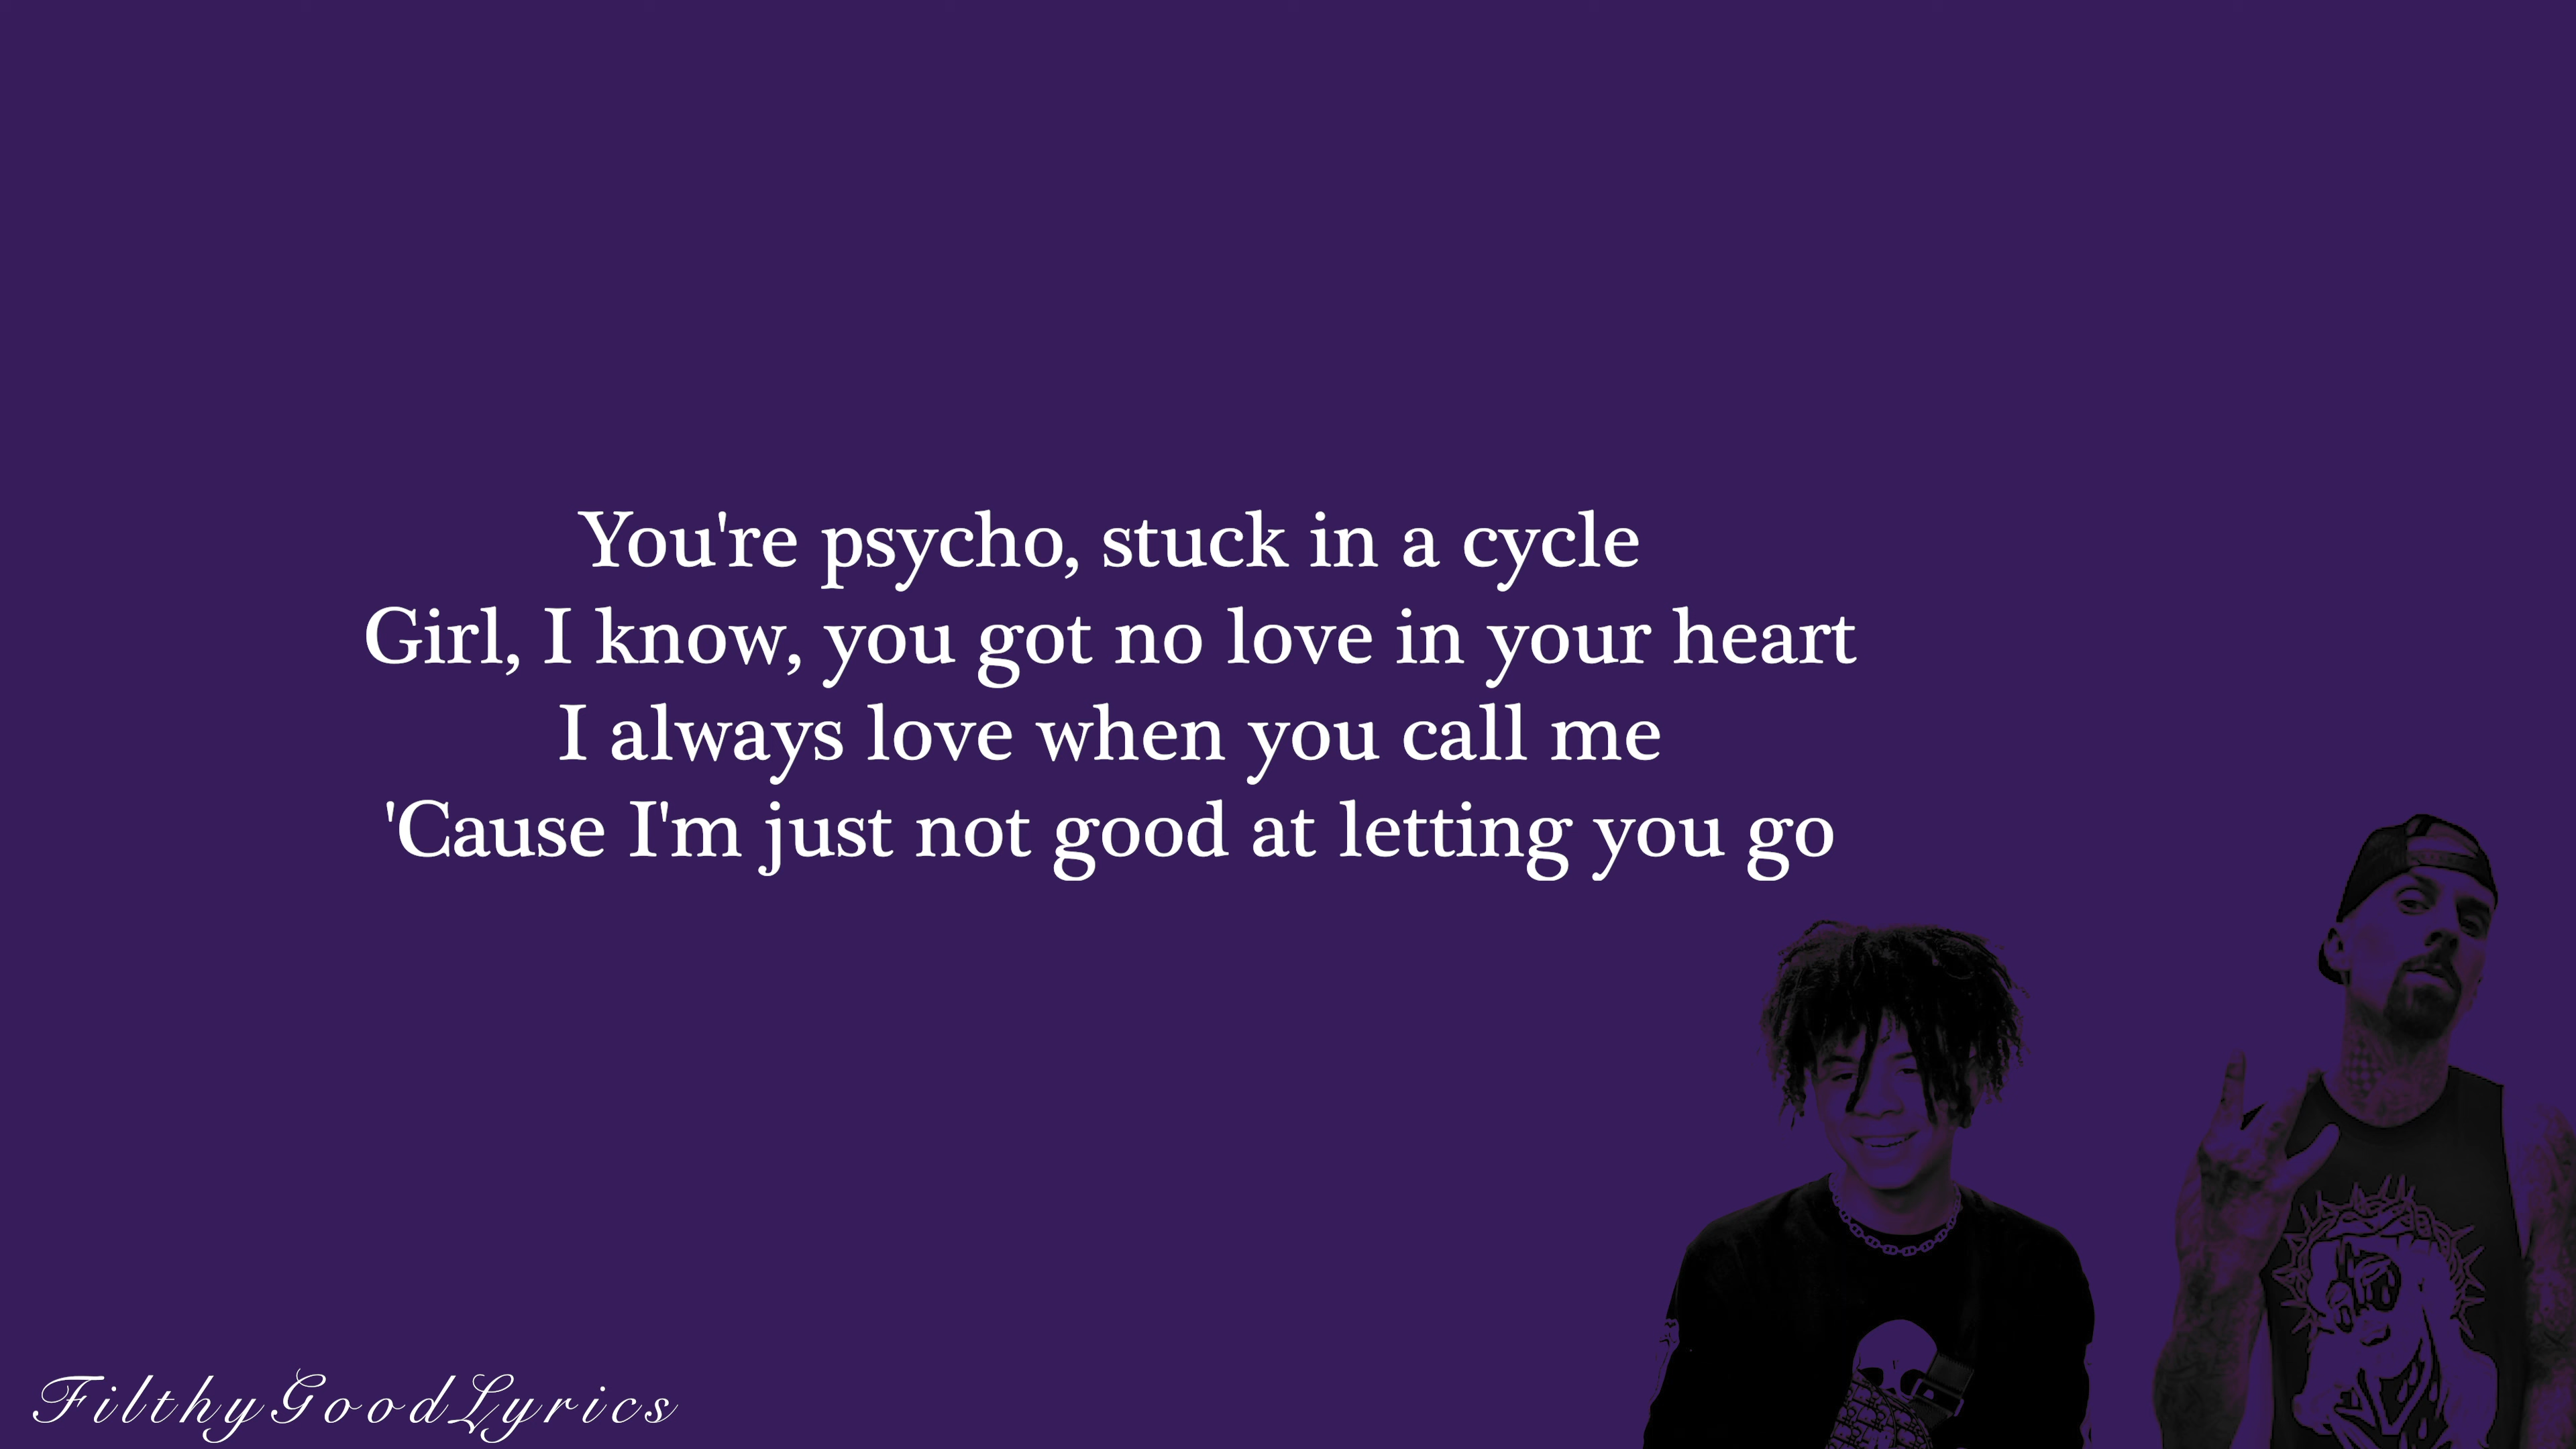 You're psycho, stuck in a cycle
Girl, I know, you got no love in your heart
I always love when you call me
'Cause I'm just not good at letting you go
FilthyGoodLyrics